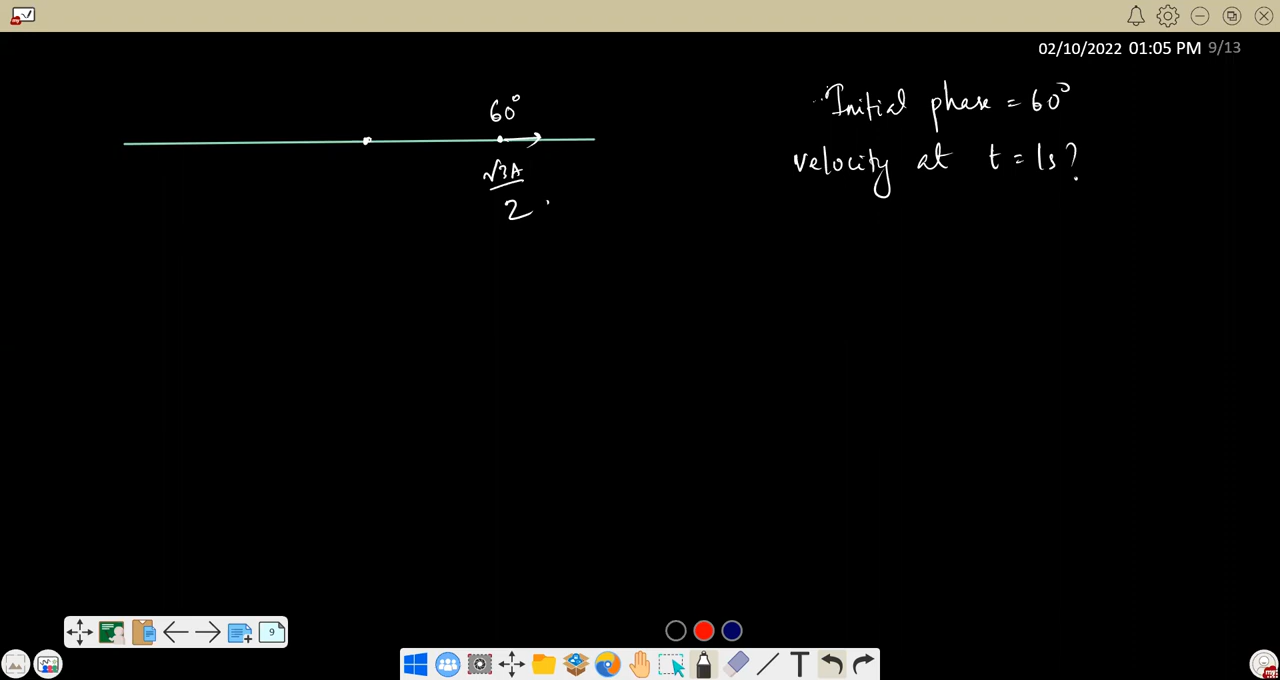 02/10/2022 01:05 PM 9/13
Initial phase = 60°
velocity at t = 1s?
60°
√3A
2
9
T